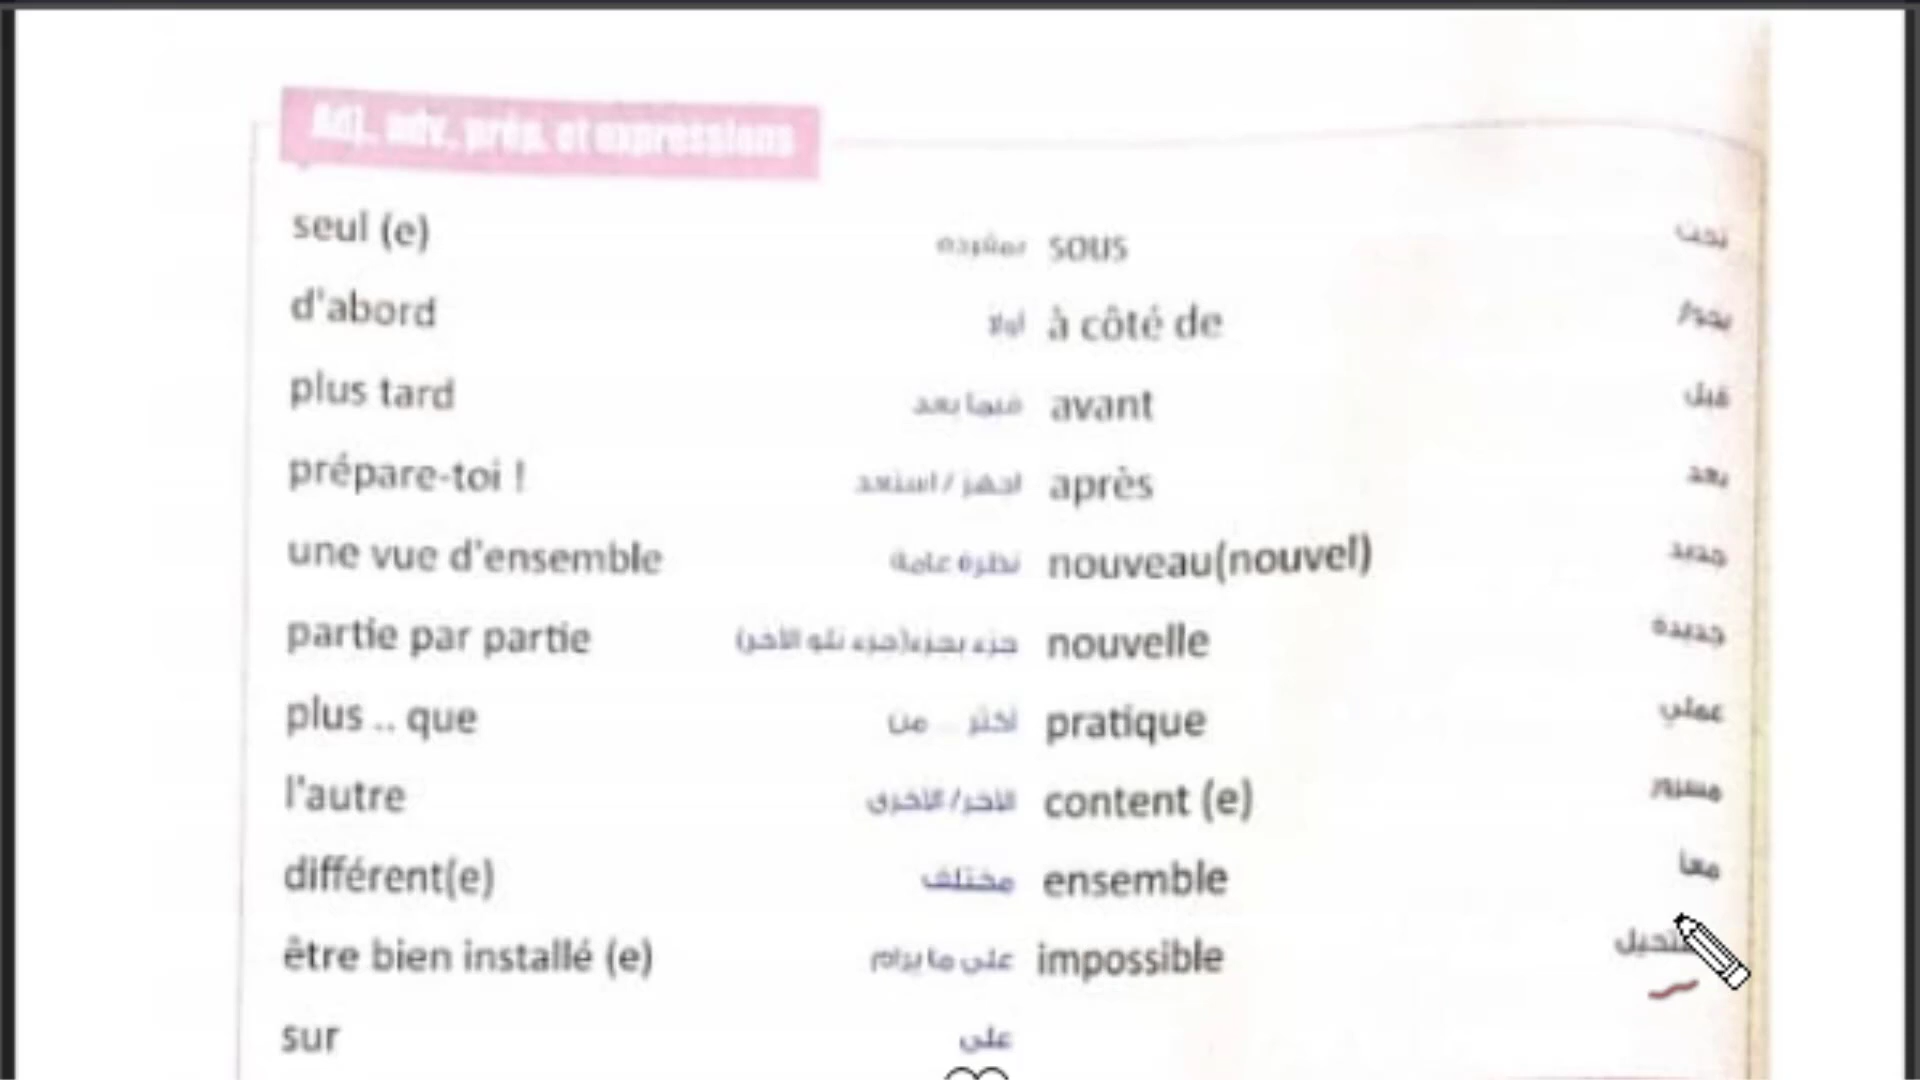 Adj., adv., prép. et expressions
seul (e) بمفرده sous تحت
d'abord أولا à côté de بجوار
plus tard فيما بعد avant قبل
prépare-toi ! اجهز / استعد après بعد
une vue d'ensemble نظرة عامة nouveau(nouvel) جديد
partie par partie جزء بجزء(جزء تلو الأخر) nouvelle جديدة
plus .. que أكثر ... من pratique عملي
l'autre الأخر/ الأخرى content (e) مسرور
différent(e) مختلف ensemble معا
être bien installé (e) على ما يرام impossible
sur على